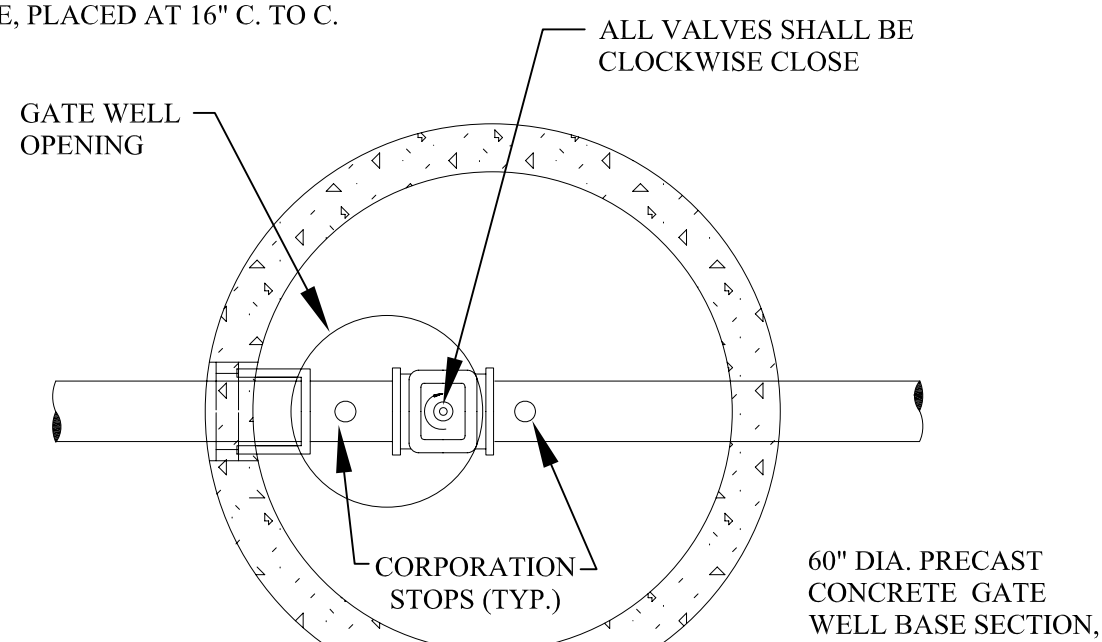 E, PLACED AT 16" C. TO C.
ALL VALVES SHALL BE
CLOCKWISE CLOSE
GATE WELL
OPENING
CORPORATION
STOPS (TYP.)
60" DIA. PRECAST
CONCRETE GATE
WELL BASE SECTION,